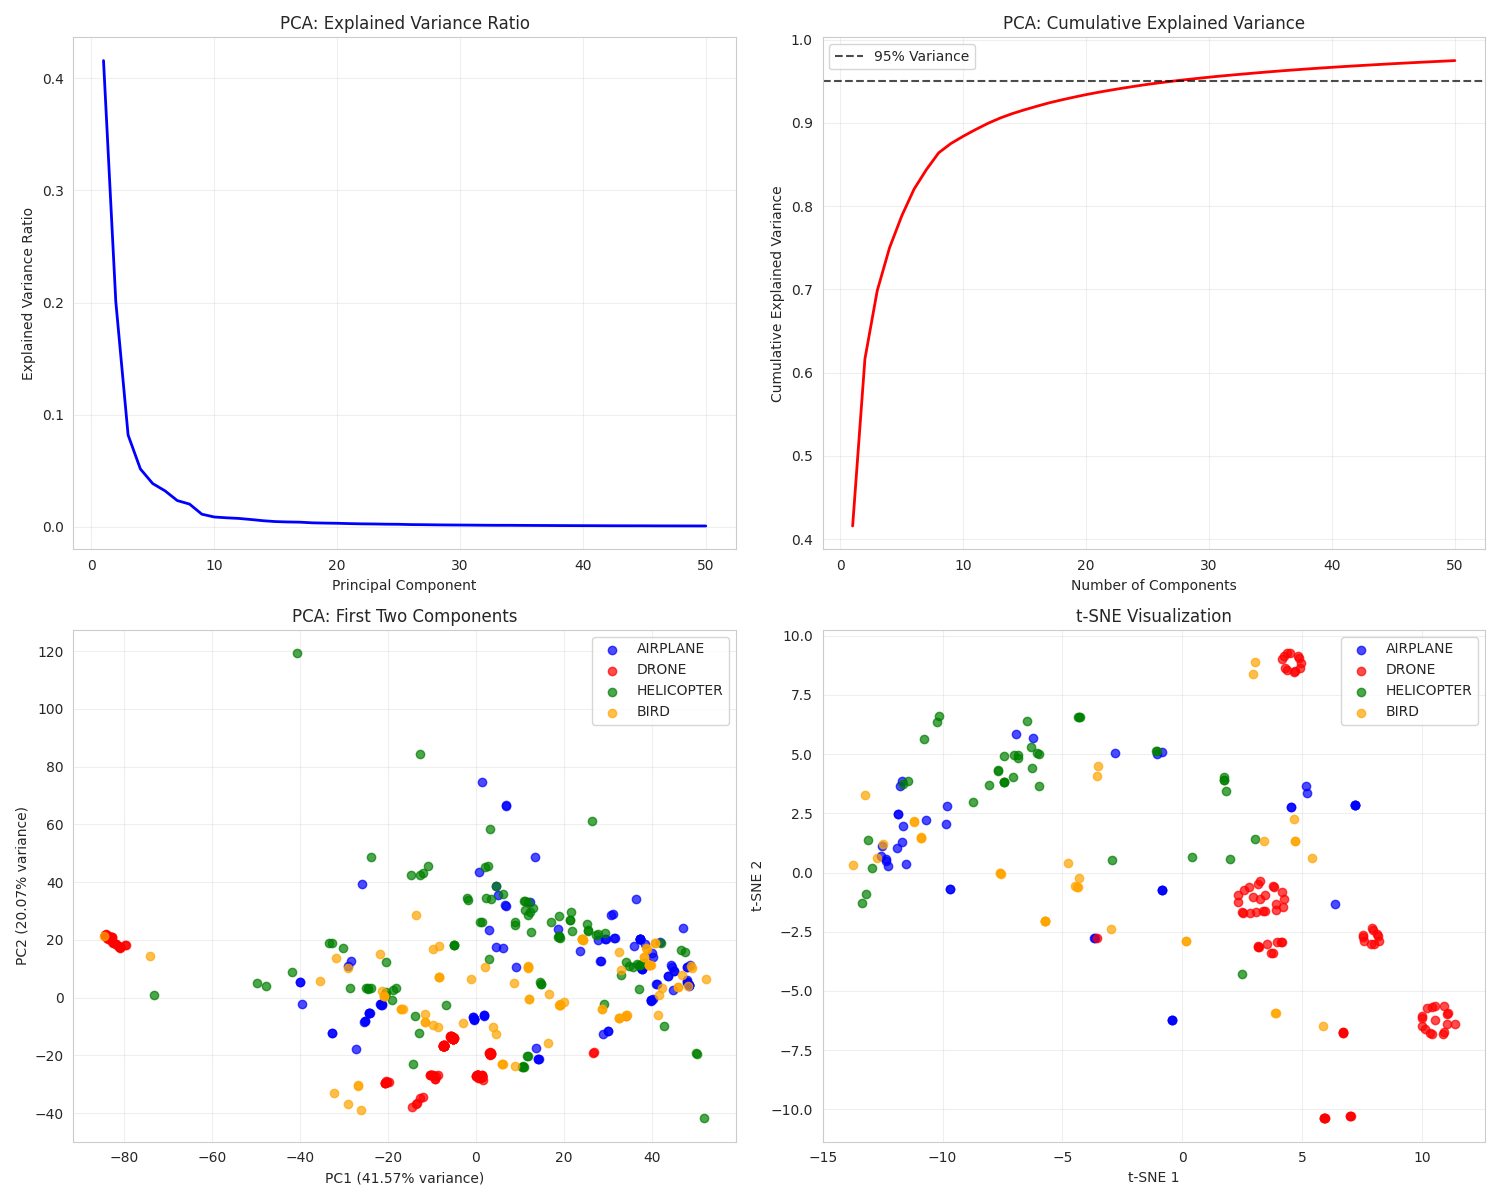 PCA: Explained Variance Ratio
Explained Variance Ratio
0.4
0.3
0.2
0.1
0.0
0 10 20 30 40 50
Principal Component
PCA: Cumulative Explained Variance
95% Variance
Cumulative Explained Variance
1.0
0.9
0.8
0.7
0.6
0.5
0.4
0 10 20 30 40 50
Number of Components
PCA: First Two Components
AIRPLANE
DRONE
HELICOPTER
BIRD
PC2 (20.07% variance)
120
100
80
60
40
20
0
−20
−40
−80 −60 −40 −20 0 20 40
PC1 (41.57% variance)
t-SNE Visualization
AIRPLANE
DRONE
HELICOPTER
BIRD
t-SNE 2
10.0
7.5
5.0
2.5
0.0
−2.5
−5.0
−7.5
−10.0
−15 −10 −5 0 5 10
t-SNE 1